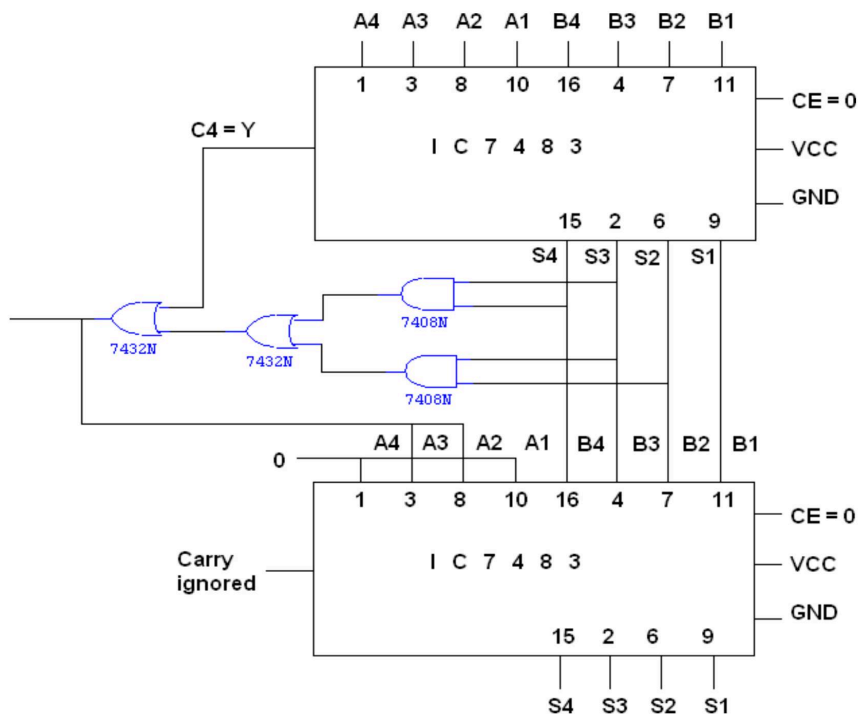 A4 A3 A2 A1 B4 B3 B2 B1
1 3 8 10 16 4 7 11
CE = 0
C4 = Y
I C 7 4 8 3
VCC
GND
15 2 6 9
S4 S3 S2 S1
7408N
7432N
7432N
7408N
0
A4 A3 A2 A1 B4 B3 B2 B1
1 3 8 10 16 4 7 11
CE = 0
Carry
ignored
I C 7 4 8 3
VCC
GND
15 2 6 9
S4 S3 S2 S1